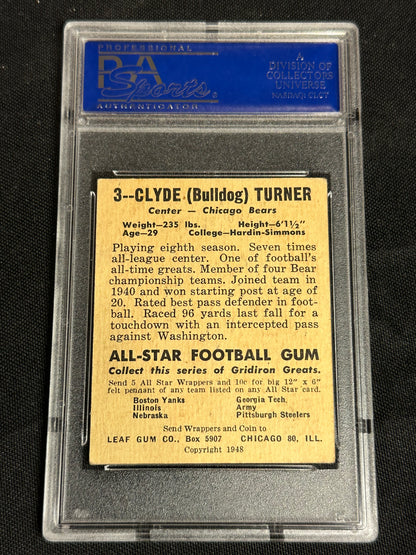 PROFESSIONAL
PSA
Sports.
AUTHENTICATOR
A
DIVISION OF
COLLECTORS
UNIVERSE
NASDAQ: CLCT
3--CLYDE (Bulldog) TURNER
Center — Chicago Bears
Weight—235 lbs. Height—6'1½"
Age—29 College—Hardin-Simmons
Playing eighth season. Seven times
all-league center. One of football's
all-time greats. Member of four Bear
championship teams. Joined team in
1940 and won starting post at age of
20. Rated best pass defender in foot-
ball. Raced 96 yards last fall for a
touchdown with an intercepted pass
against Washington.
ALL-STAR FOOTBALL GUM
Collect this series of Gridiron Greats.
Send 5 All Star Wrappers and 10c for big 12" x 6"
felt pennant of any team listed on any All Star card.
Boston Yanks Georgia Tech.
Illinois Army
Nebraska Pittsburgh Steelers
Send Wrappers and Coin to
LEAF GUM CO., Box 5907 CHICAGO 80, ILL.
Copyright 1948